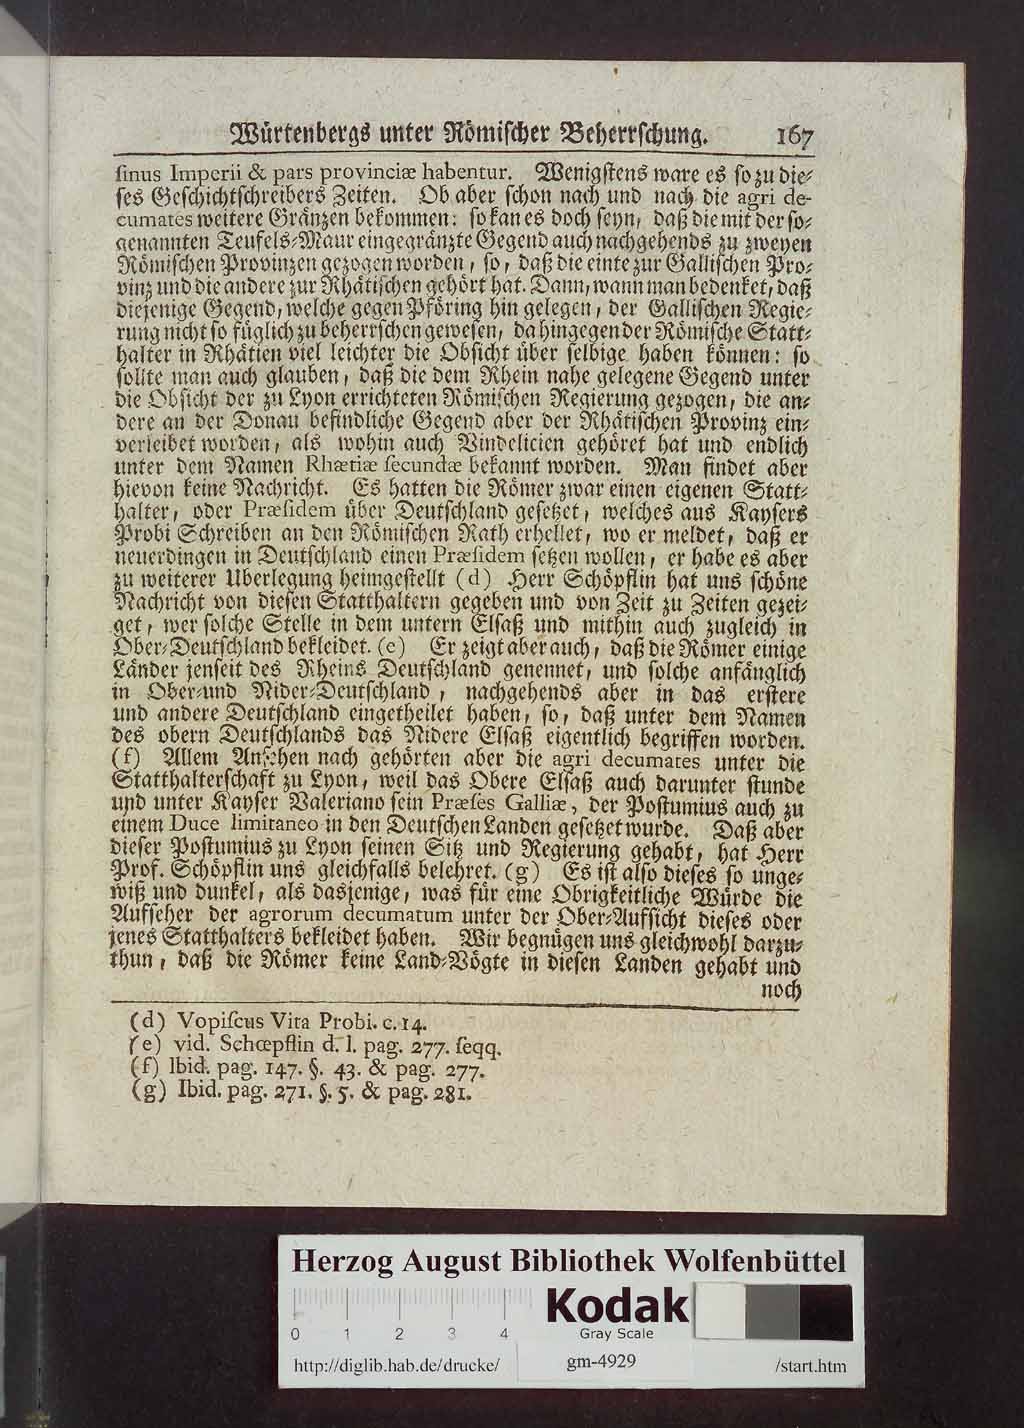 Würtenbergs unter Römischer Beherrschung. 167
ſinus Imperii & pars provinciæ habentur. Wenigſtens ware es ſo zu die-
ſes Geſchichtſchreibers Zeiten. Ob aber ſchon nach und nach die agri de-
cumates weitere Gränzen bekommen: ſo kan es doch ſeyn, daß die mit der ſo-
genannten Teufels-Maur eingegränzte Gegend auch nachgehends zu zweyen
Römiſchen Provinzen gezogen worden, ſo, daß die einte zur Galliſchen Pro-
vinz und die andere zur Rhätiſchen gehört hat. Dann, wann man bedenket, daß
diejenige Gegend, welche gegen Pföring hin gelegen, der Galliſchen Regie-
rung nicht ſo füglich zu beherrſchen geweſen, da hingegen der Römiſche Statt-
halter in Rhätien viel leichter die Obſicht über ſelbige haben können: ſo
ſollte man auch glauben, daß die dem Rhein nahe gelegene Gegend unter
die Obſicht der zu Lyon errichteten Römiſchen Regierung gezogen, die an-
dere an der Donau befindliche Gegend aber der Rhätiſchen Provinz ein-
verleibet worden, als wohin auch Vindelicien gehöret hat und endlich
unter dem Namen Rhætiæ ſecundæ bekannt worden. Man findet aber
hievon keine Nachricht. Es hatten die Römer zwar einen eigenen Statt-
halter, oder Præſidem über Deutſchland geſetzet, welches aus Kayſers
Probi Schreiben an den Römiſchen Rath erhellet, wo er meldet, daß er
neuerdingen in Deutſchland einen Præſidem ſetzen wollen, er habe es aber
zu weiterer Uberlegung heimgeſtellt (d) Herr Schöpflin hat uns ſchöne
Nachricht von dieſen Statthaltern gegeben und von Zeit zu Zeiten gezei-
get, wer ſolche Stelle in dem untern Elſaß und mithin auch zugleich in
Ober-Deutſchland bekleidet. (e) Er zeigt aber auch, daß die Römer einige
Länder jenſeit des Rheins Deutſchland genennet, und ſolche anfänglich
in Ober-und Nider-Deutſchland, nachgehends aber in das erſtere
und andere Deutſchland eingetheilet haben, ſo, daß unter dem Namen
des obern Deutſchlands das Nidere Elſaß eigentlich begriffen worden.
(f) Allem Anſehen nach gehörten aber die agri decumates unter die
Statthalterſchaft zu Lyon, weil das Obere Elſaß auch darunter ſtunde
und unter Kayſer Valeriano ſein Præſes Galliæ, der Poſtumius auch zu
einem Duce limitaneo in den Deutſchen Landen geſetzet wurde. Daß aber
dieſer Poſtumius zu Lyon ſeinen Sitz und Regierung gehabt, hat Herr
Prof. Schöpflin uns gleichfalls belehret. (g) Es iſt alſo dieſes ſo unge-
wiß und dunkel, als dasjenige, was für eine Obrigkeitliche Würde die
Aufſeher der agrorum decumatum unter der Ober-Aufſicht dieſes oder
jenes Statthalters bekleidet haben. Wir begnügen uns gleichwohl darzu-
thun, daß die Römer keine Land-Vögte in dieſen Landen gehabt und
noch
(d) Vopiſcus Vita Probi. c. 14.
(e) vid. Schœpflin d. l. pag. 277. ſeqq.
(f) Ibid. pag. 147. §. 43. & pag. 277.
(g) Ibid. pag. 271. §. 5. & pag. 281.
Herzog August Bibliothek Wolfenbüttel
Kodak
0 1 2 3 4 Gray Scale
http://diglib.hab.de/drucke/ gm-4929 /start.htm